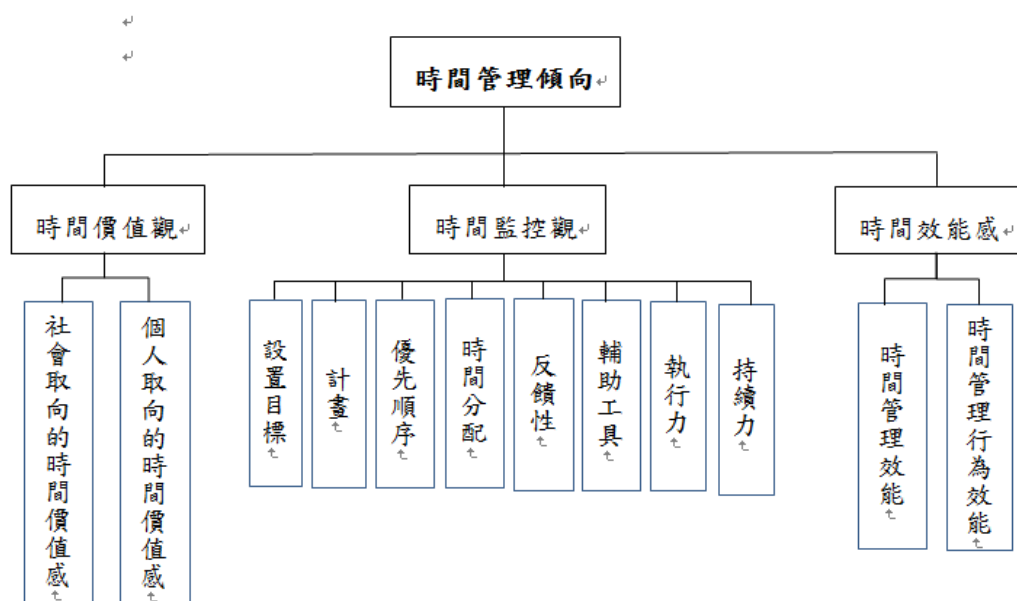 時間管理傾向
時間價值觀
時間監控觀
時間效能感
社會取向的時間價值感
個人取向的時間價值感
設置目標
計畫
優先順序
時間分配
反饋性
輔助工具
執行力
持續力
時間管理效能
時間管理行為效能